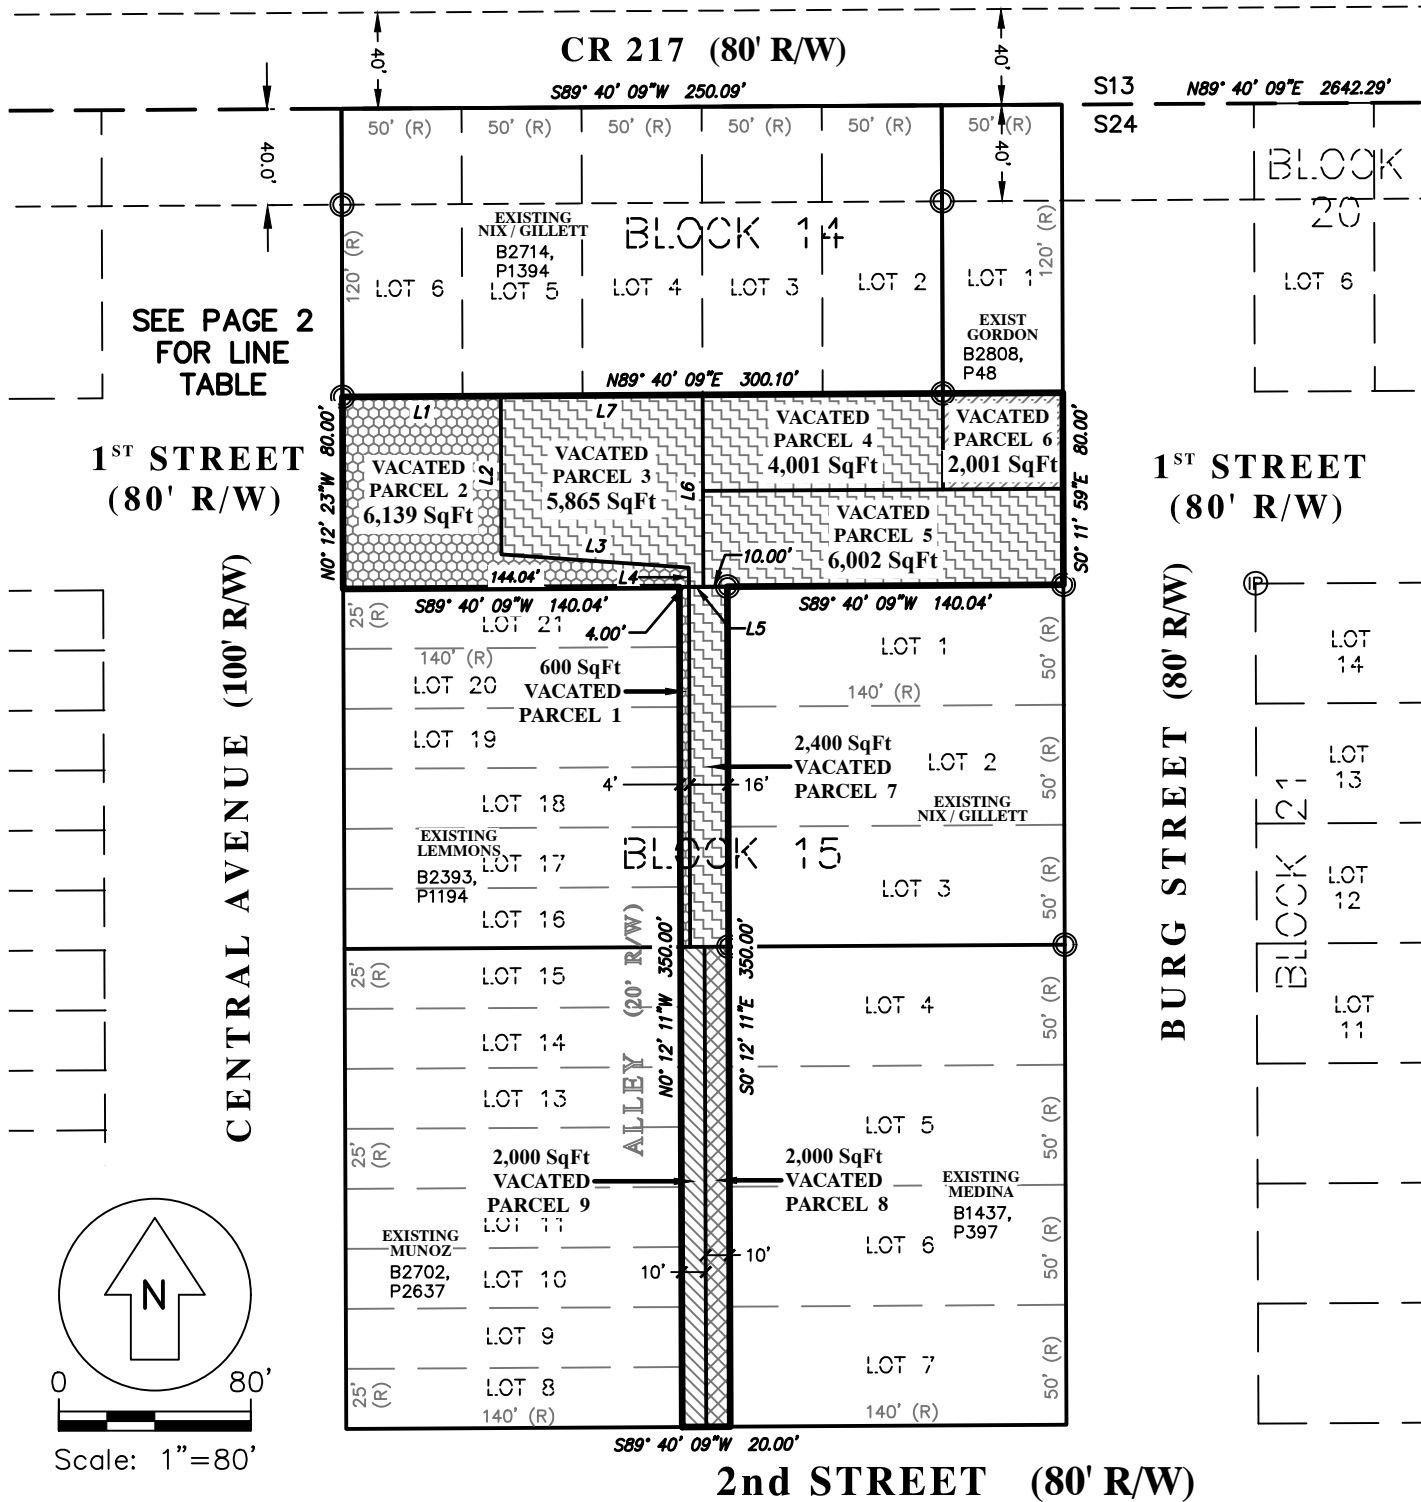 CR 217 (80' R/W)
40'
40'
S89° 40' 09"W 250.09'
S13
S24
N89° 40' 09"E 2642.29'
50' (R)
50' (R)
50' (R)
50' (R)
50' (R)
50' (R)
40.0'
40'
BLOCK
20
LOT 6
EXISTING
NIX / GILLETT
B2714,
P1394
BLOCK 14
120' (R)
120' (R)
LOT 6
LOT 5
LOT 4
LOT 3
LOT 2
LOT 1
SEE PAGE 2
FOR LINE
TABLE
EXIST
GORDON
B2808,
P48
N89° 40' 09"E 300.10'
1ST STREET
(80' R/W)
N0° 12' 23"W 80.00'
L1
L2
VACATED
PARCEL 2
6,139 SqFt
L7
VACATED
PARCEL 3
5,865 SqFt
L6
L3
VACATED
PARCEL 4
4,001 SqFt
VACATED
PARCEL 6
2,001 SqFt
VACATED
PARCEL 5
6,002 SqFt
S0° 11' 59"E 80.00'
1ST STREET
(80' R/W)
144.04'
L4
10.00'
S89° 40' 09"W 140.04'
4.00'
L5
S89° 40' 09"W 140.04'
IP
CENTRAL AVENUE (100' R/W)
25'
(R)
LOT 21
140' (R)
LOT 20
600 SqFt
VACATED
PARCEL 1
LOT 19
LOT 18
4'
16'
EXISTING
LEMMONS
B2393,
P1194
LOT 17
LOT 16
BLOCK 15
LOT 1
50' (R)
140' (R)
2,400 SqFt
VACATED
PARCEL 7
LOT 2
50' (R)
EXISTING
NIX / GILLETT
LOT 3
50' (R)
BURG STREET (80' R/W)
BLOCK 21
LOT
14
LOT
13
LOT
12
LOT
11
ALLEY (20' R/W)
N0° 12' 11"W 350.00'
S0° 12' 11"E 350.00'
25'
(R)
LOT 15
LOT 14
LOT 13
25'
(R)
2,000 SqFt
VACATED
PARCEL 9
LOT 11
EXISTING
MUNOZ
B2702,
P2637
LOT 10
10'
10'
LOT 9
25'
(R)
LOT 8
140' (R)
LOT 4
50' (R)
LOT 5
50' (R)
2,000 SqFt
VACATED
PARCEL 8
EXISTING
MEDINA
B1437,
P397
LOT 6
50' (R)
LOT 7
50' (R)
140' (R)
N
0 80'
Scale: 1"=80'
S89° 40' 09"W 20.00'
2nd STREET (80' R/W)